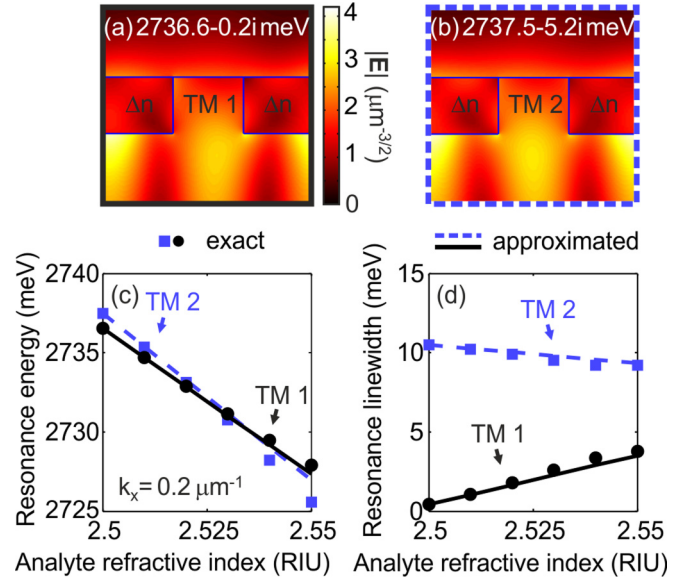 (a) 2736.6-0.2i meV
Δn TM 1 Δn
4
3
2
1
0
|E| (μm⁻³/²)
(b) 2737.5-5.2i meV
Δn TM 2 Δn
exact
approximated
(c)
TM 2
TM 1
kₓ = 0.2 μm⁻¹
2740
2735
2730
2725
Resonance energy (meV)
2.5 2.525 2.55
Analyte refractive index (RIU)
(d)
TM 2
TM 1
15
10
5
0
Resonance linewidth (meV)
2.5 2.525 2.55
Analyte refractive index (RIU)